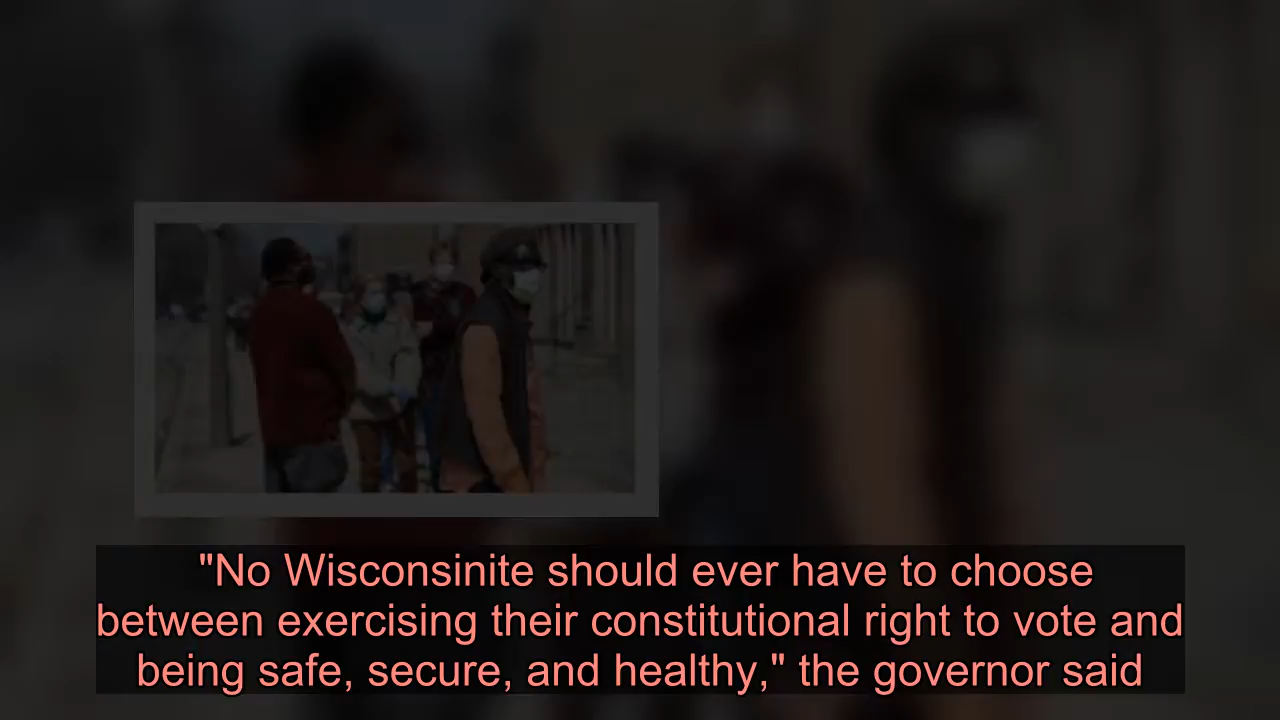 "No Wisconsinite should ever have to choose
between exercising their constitutional right to vote and
being safe, secure, and healthy," the governor said